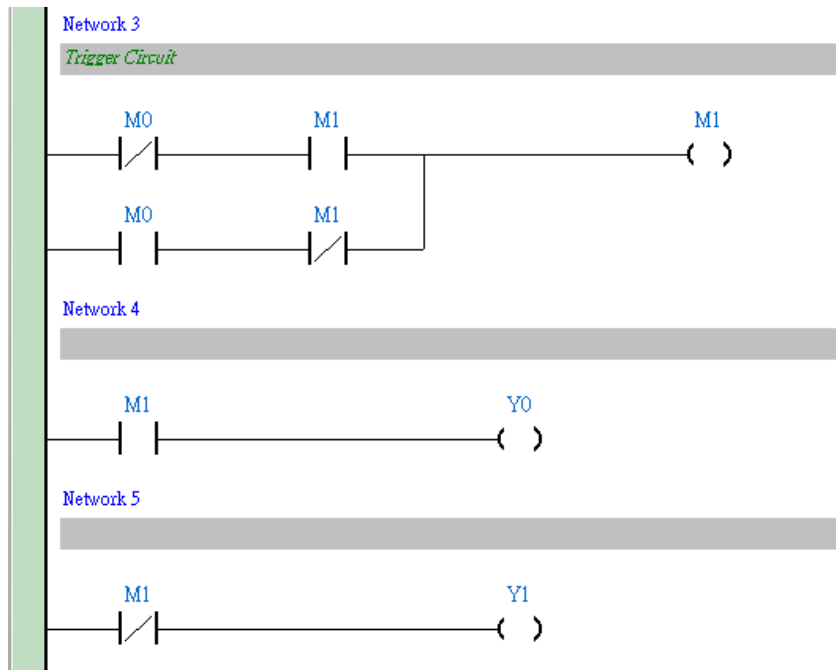 Network 3
Trigger Circuit
M0 M1 M1
M0 M1
Network 4
M1 Y0
Network 5
M1 Y1